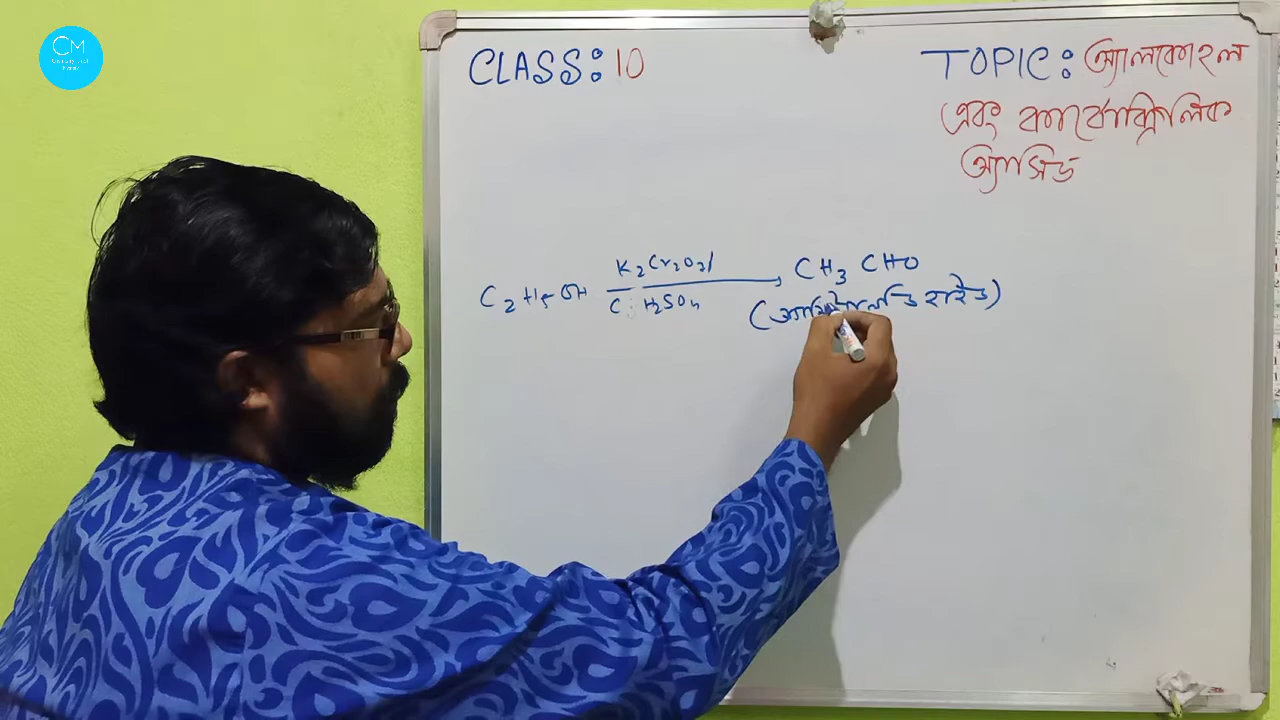 CM
CLASS: 10
TOPIC: অ্যালকোহল
এবং কার্বোক্সিলিক
অ্যাসিড
K2Cr2O7/
C2H5OH → CH3CHO
C. H2SO4
(অ্যাসিট্যালডিহাইড)